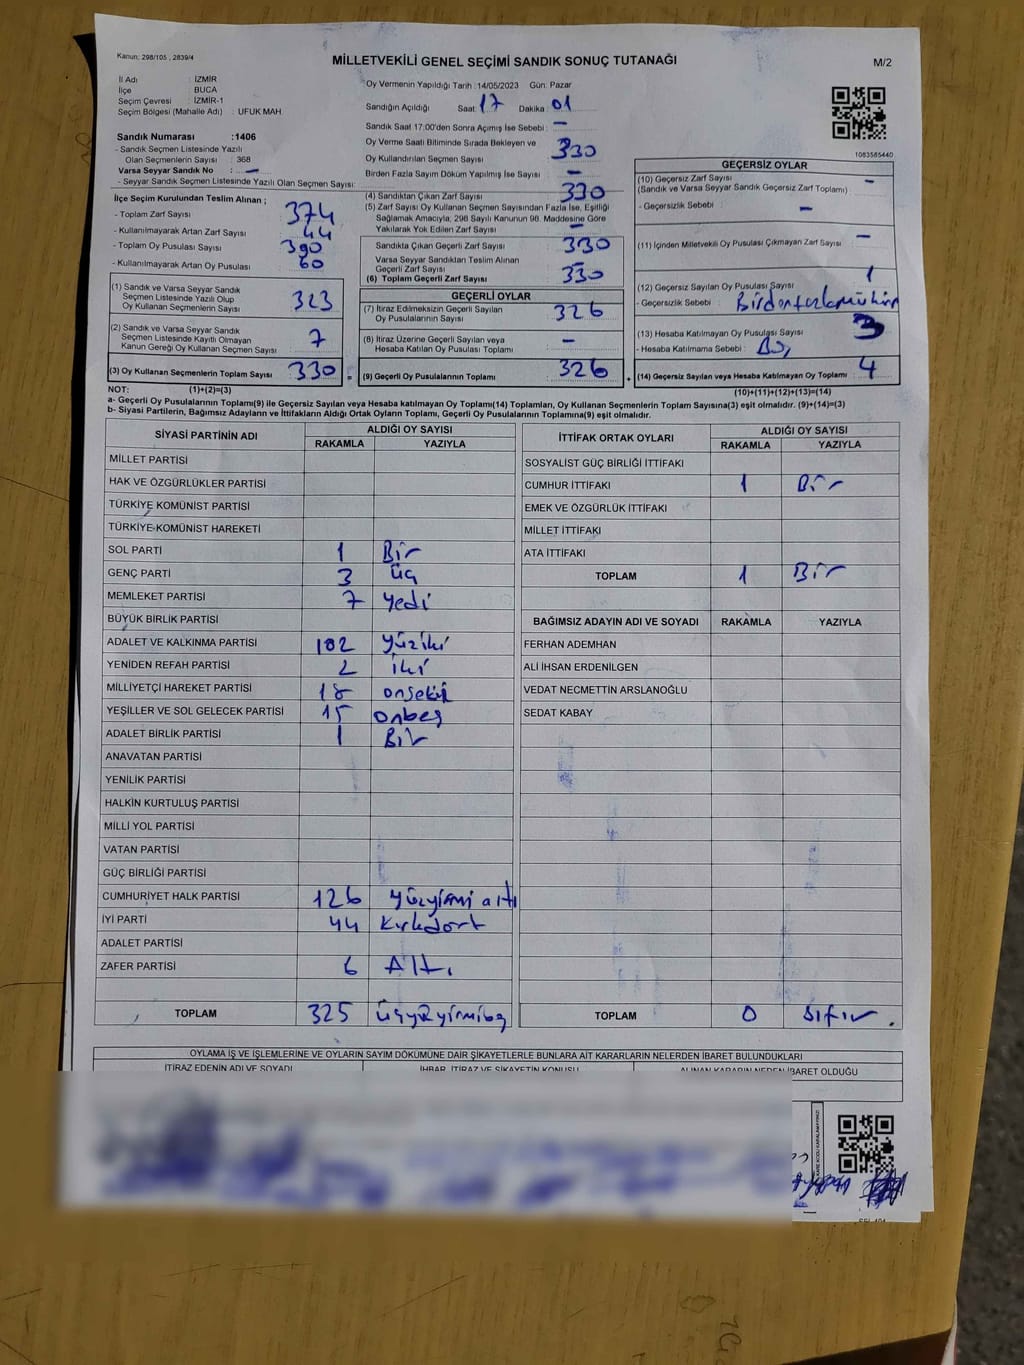 Kanun: 298/105 , 2839/4
MİLLETVEKİLİ GENEL SEÇİMİ SANDIK SONUÇ TUTANAĞI
M/2
İl Adı : İZMİR
İlçe : BUCA
Seçim Çevresi : İZMİR-1
Seçim Bölgesi (Mahalle Adı) : UFUK MAH
Sandık Numarası :1406
- Sandık Seçmen Listesinde Yazılı
Olan Seçmenlerin Sayısı : 368
Varsa Seyyar Sandık No : -
- Seyyar Sandık Seçmen Listesinde Yazılı Olan Seçmen Sayısı:
Oy Vermenin Yapıldığı Tarih :14/05/2023 Gün: Pazar
Sandığın Açıldığı Saat: 17 Dakika 01
Sandık Saat 17:00'den Sonra Açımış İse Sebebi : -
Oy Verme Saati Bitiminde Sırada Bekleyen ve
Oy Kullandırılan Seçmen Sayısı 330
Birden Fazla Sayım Döküm Yapılmış İse Sayısı -
1083585440
İlçe Seçim Kurulundan Teslim Alınan ;
- Toplam Zarf Sayısı 374
- Kullanılmayarak Artan Zarf Sayısı 44
- Toplam Oy Pusulası Sayısı 390
- Kullanılmayarak Artan Oy Pusulası 60
(1) Sandık ve Varsa Seyyar Sandık
Seçmen Listesinde Yazılı Olup
Oy Kullanan Seçmenlerin Sayısı 323
(2) Sandık ve Varsa Seyyar Sandık
Seçmen Listesinde Kayıtlı Olmayan
Kanun Gereği Oy Kullanan Seçmen Sayısı 7
(3) Oy Kullanan Seçmenlerin Toplam Sayısı 330
(4) Sandıktan Çıkan Zarf Sayısı 330
(5) Zarf Sayısı Oy Kullanan Seçmen Sayısından Fazla İse, Eşitliği
Sağlamak Amacıyla, 298 Sayılı Kanunun 98. Maddesine Göre
Yakılarak Yok Edilen Zarf Sayısı -
Sandıkta Çıkan Geçerli Zarf Sayısı 330
Varsa Seyyar Sandıktan Teslim Alınan
Geçerli Zarf Sayısı -
(6) Toplam Geçerli Zarf Sayısı 330
GEÇERLİ OYLAR
(7) İtiraz Edilmeksizin Geçerli Sayılan
Oy Pusulalarının Sayısı 326
(8) İtiraz Üzerine Geçerli Sayılan veya
Hesaba Katılan Oy Pusulası Toplamı -
(9) Geçerli Oy Pusulalarının Toplamı 326
GEÇERSİZ OYLAR
(10) Geçersiz Zarf Sayısı -
(Sandık ve Varsa Seyyar Sandık Geçersiz Zarf Toplamı)
- Geçersizlik Sebebi : -
(11) İçinden Milletvekili Oy Pusulası Çıkmayan Zarf Sayısı -
(12) Geçersiz Sayılan Oy Pusulası Sayısı 1
- Geçersizlik Sebebi :
(13) Hesaba Katılmayan Oy Pusulası Sayısı 3
- Hesaba Katılmama Sebebi : Boş
(14) Geçersiz Sayılan veya Hesaba Katılmayan Oy Toplamı 4
NOT: (1)+(2)=(3) (10)+(11)+(12)+(13)=(14)
a- Geçerli Oy Pusulalarının Toplamı(9) ile Geçersiz Sayılan veya Hesaba Katılmayan Oy Toplamı(14) Toplamları, Oy Kullanan Seçmenlerin Toplam Sayısına(3) eşit olmalıdır. (9)+(14)=(3)
b- Siyasi Partilerin, Bağımsız Adayların ve İttifakların Aldığı Ortak Oyların Toplamı, Geçerli Oy Pusulalarının Toplamına(9) eşit olmalıdır.
SİYASİ PARTİNİN ADI ALDIĞI OY SAYISI
RAKAMLA YAZIYLA
MİLLET PARTİSİ
HAK VE ÖZGÜRLÜKLER PARTİSİ
TÜRKİYE KOMÜNİST PARTİSİ
TÜRKİYE KOMÜNİST HAREKETİ
SOL PARTİ 1 Bir
GENÇ PARTİ 3 Üç
MEMLEKET PARTİSİ 7 Yedi
BÜYÜK BİRLİK PARTİSİ
ADALET VE KALKINMA PARTİSİ 102 Yüziki
YENİDEN REFAH PARTİSİ 2 İki
MİLLİYETÇİ HAREKET PARTİSİ 18 onsekiz
YEŞİLLER VE SOL GELECEK PARTİSİ 15 onbeş
ADALET BİRLİK PARTİSİ 1 Bir
ANAVATAN PARTİSİ
YENİLİK PARTİSİ
HALKIN KURTULUŞ PARTİSİ
MİLLİ YOL PARTİSİ
VATAN PARTİSİ
GÜÇ BİRLİĞİ PARTİSİ
CUMHURİYET HALK PARTİSİ 126 Yüzyirmi altı
İYİ PARTİ 44 Kırkdört
ADALET PARTİSİ
ZAFER PARTİSİ 6 Altı
TOPLAM 325 Üçyüzyirmibeş
İTTİFAK ORTAK OYLARI ALDIĞI OY SAYISI
RAKAMLA YAZIYLA
SOSYALİST GÜÇ BİRLİĞİ İTTİFAKI
CUMHUR İTTİFAKI 1 Bir
EMEK VE ÖZGÜRLÜK İTTİFAKI
MİLLET İTTİFAKI
ATA İTTİFAKI
TOPLAM 1 Bir
BAĞIMSIZ ADAYIN ADI VE SOYADI RAKAMLA YAZIYLA
FERHAN ADEMHAN
ALİ İHSAN ERDENİLGEN
VEDAT NECMETTİN ARSLANOĞLU
SEDAT KABAY
TOPLAM 0 Sıfır
OYLAMA İŞ VE İŞLEMLERİNE VE OYLARIN SAYIM DÖKÜMÜNE DAİR ŞİKAYETLERLE BUNLARA AİT KARARLARIN NELERDEN İBARET BULUNDUKLARI
İTİRAZ EDENİN ADI VE SOYADI İHBAR, İTİRAZ VE ŞİKAYETİN KONUSU ALINAN KARARIN NEDEN İBARET OLDUĞU